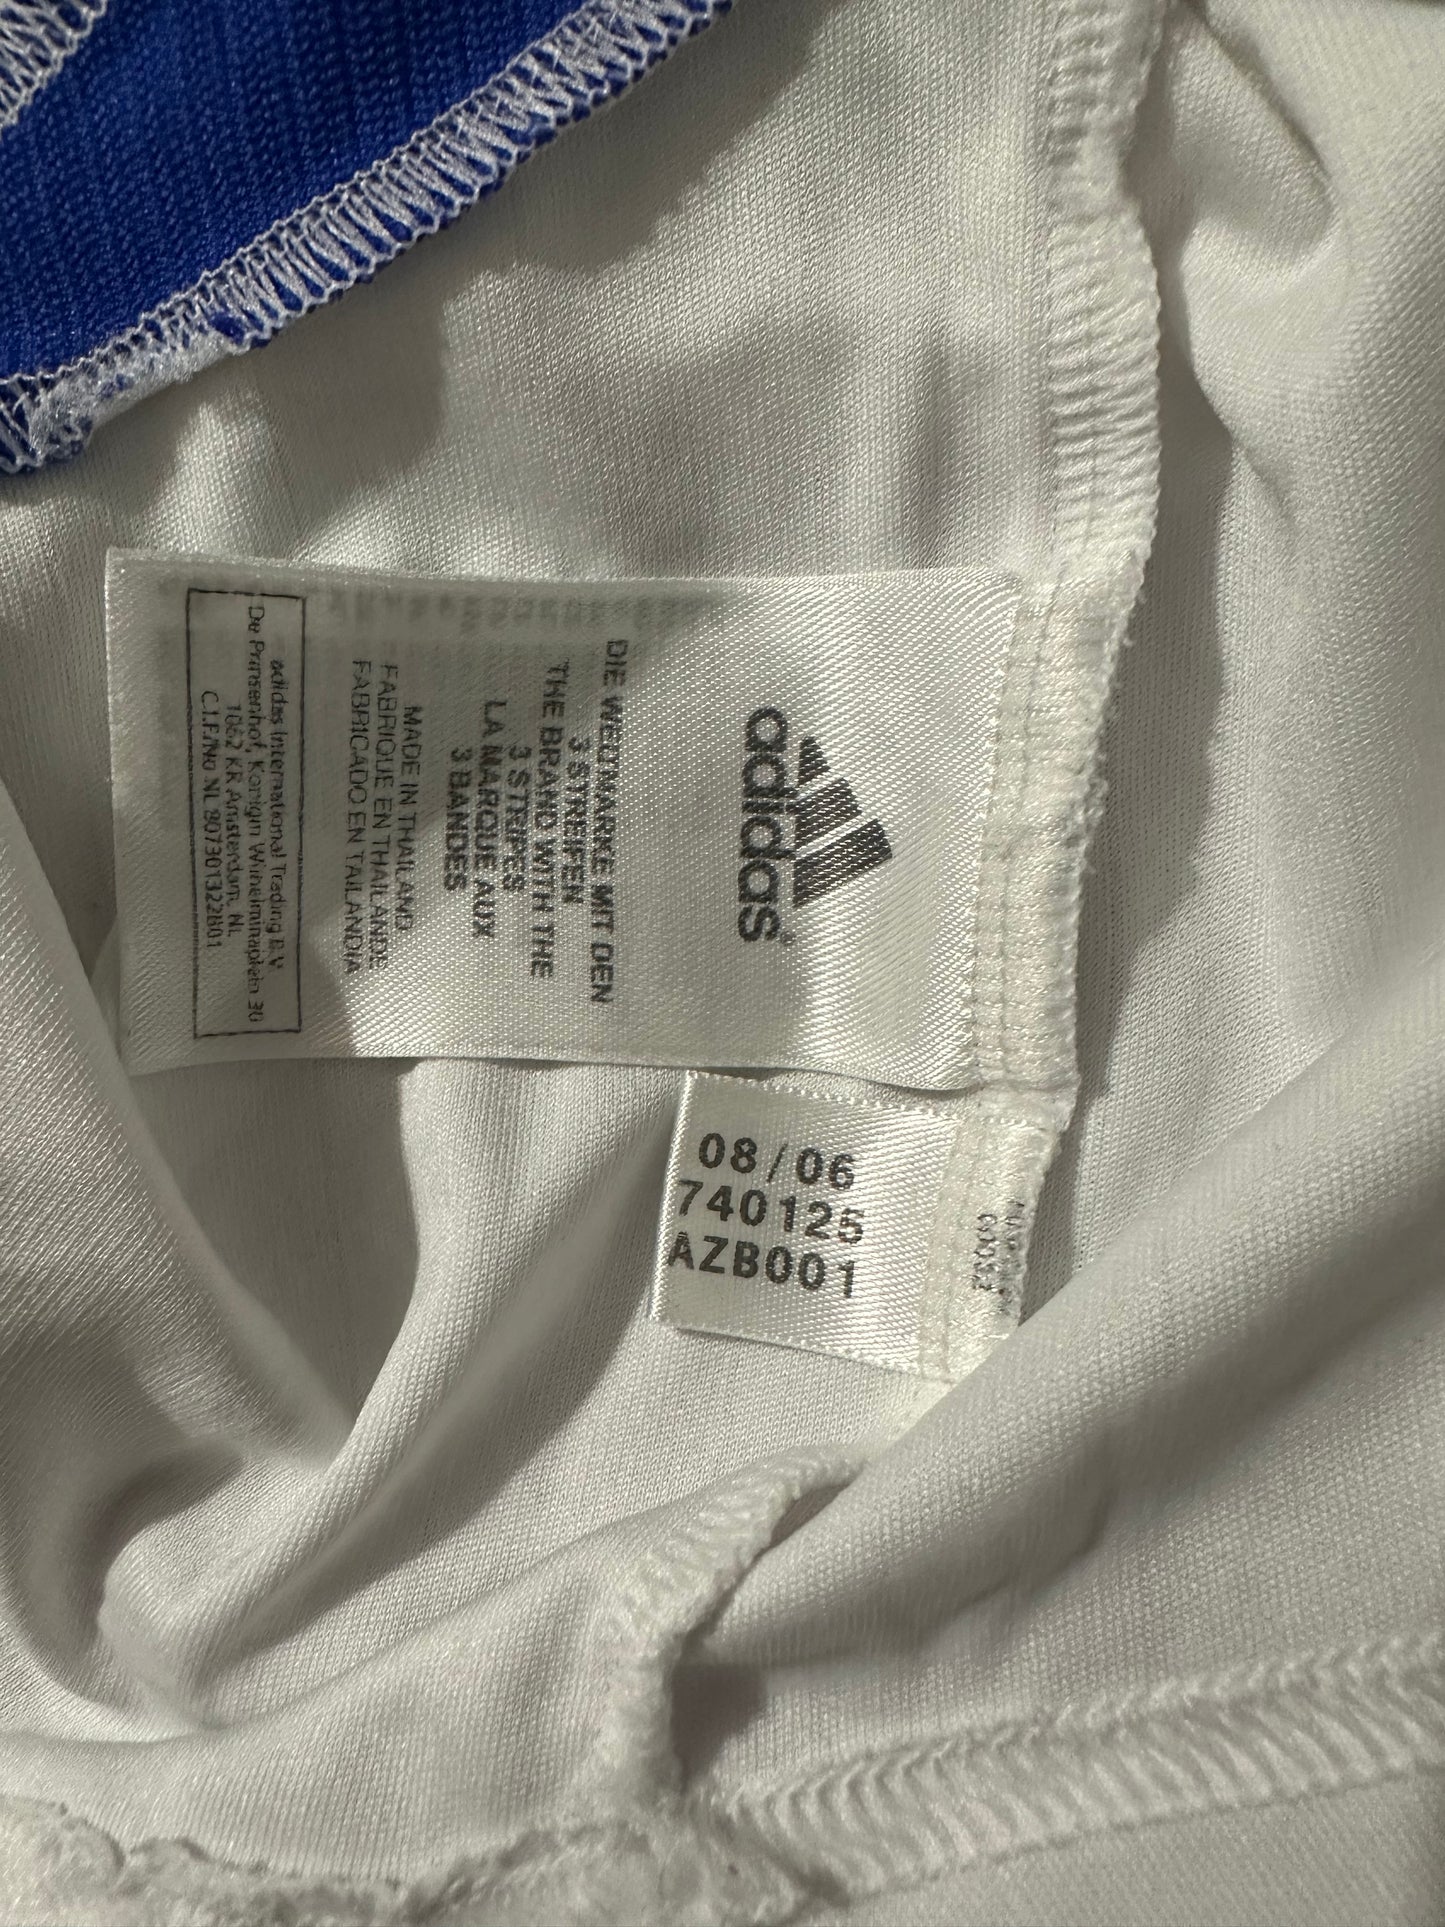 adidas
DIE WELTMARKE MIT DEN
3 STREIFEN
THE BRAND WITH THE
3 STRIPES
LA MARQUE AUX
3 BANDES
MADE IN THAILAND
FABRIQUE EN THAILANDE
FABRICADO EN TAILANDIA
adidas International Trading B.V.
De Prinsenhof, Koningin Wilhelminaplein 30
1062 KR Amsterdam, NL
C.I.F./No NL 807301322B01
08/06
740125
AZB001